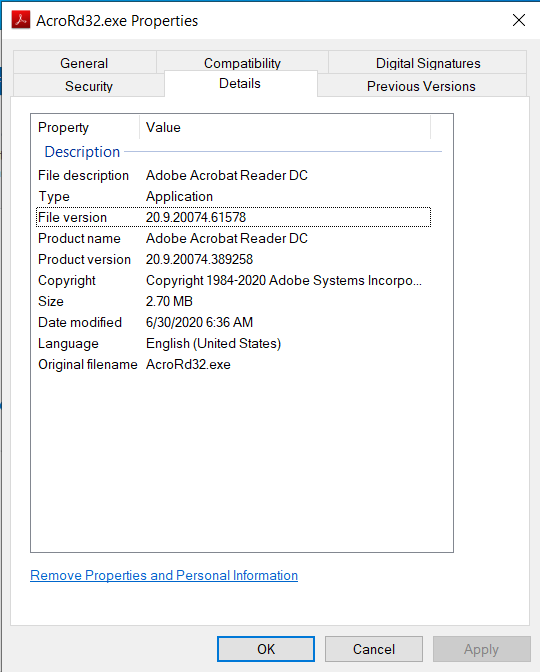 AcroRd32.exe Properties
General Compatibility Digital Signatures
Security Details Previous Versions
Property Value
Description
File description Adobe Acrobat Reader DC
Type Application
File version 20.9.20074.61578
Product name Adobe Acrobat Reader DC
Product version 20.9.20074.389258
Copyright Copyright 1984-2020 Adobe Systems Incorpo...
Size 2.70 MB
Date modified 6/30/2020 6:36 AM
Language English (United States)
Original filename AcroRd32.exe
Remove Properties and Personal Information
OK Cancel Apply